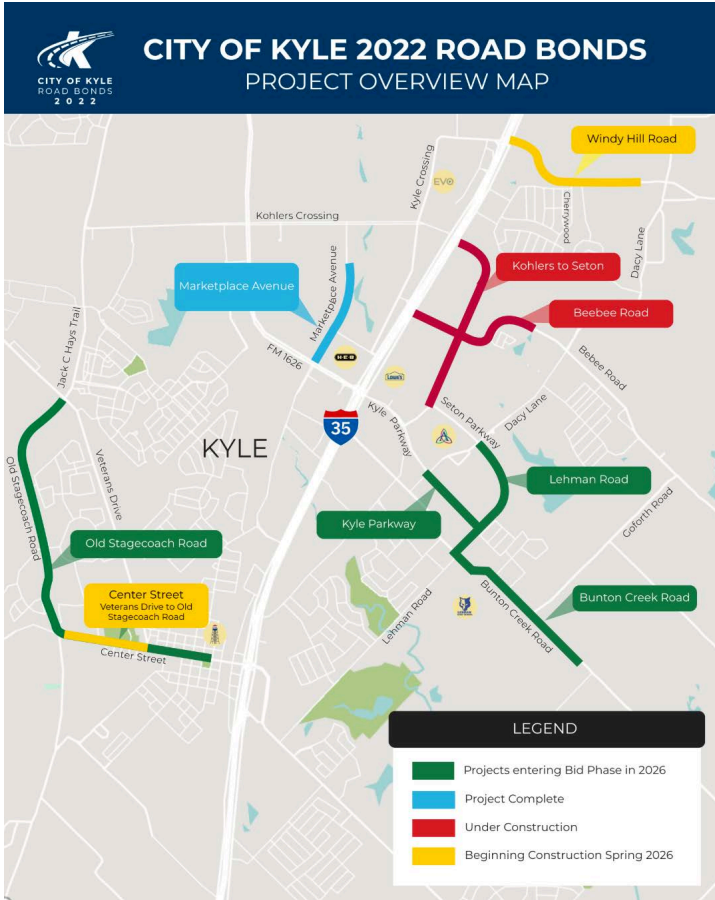 CITY OF KYLE
ROAD BONDS
2022
CITY OF KYLE 2022 ROAD BONDS
PROJECT OVERVIEW MAP
Windy Hill Road
Kyle Crossing
EVO
Cherrywood
Kohlers Crossing
Dacy Lane
Marketplace Avenue
Kohlers to Seton
Marketplace Avenue
Beebee Road
Jack C Hays Trail
FM 1626
H-E-B
Bebee Road
LOWE'S
Kyle Parkway
Seton Parkway
Dacy Lane
35
KYLE
Veterans Drive
Old Stagecoach Road
Lehman Road
Goforth Road
Kyle Parkway
Old Stagecoach Road
Center Street
Veterans Drive to Old
Stagecoach Road
Bunton Creek Road
Lehman Road
Bunton Creek Road
Center Street
LEGEND
Projects entering Bid Phase in 2026
Project Complete
Under Construction
Beginning Construction Spring 2026